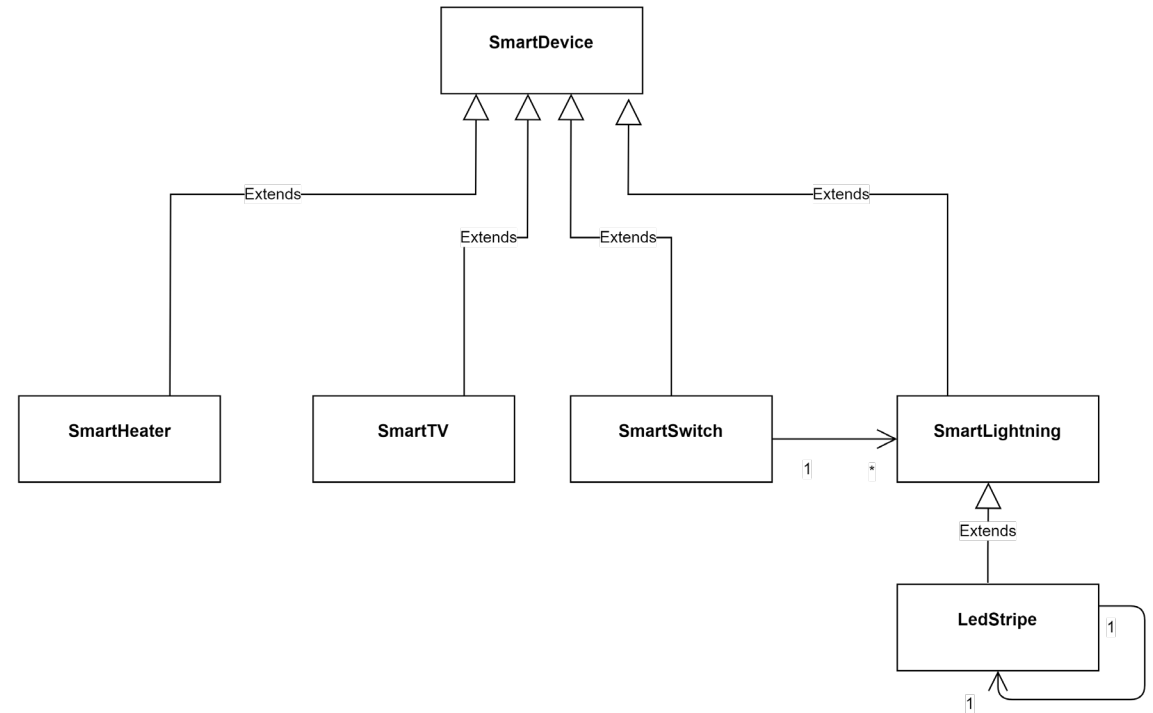 SmartDevice
Extends
Extends
Extends
Extends
SmartHeater
SmartTV
SmartSwitch
SmartLightning
1
*
Extends
LedStripe
1
1